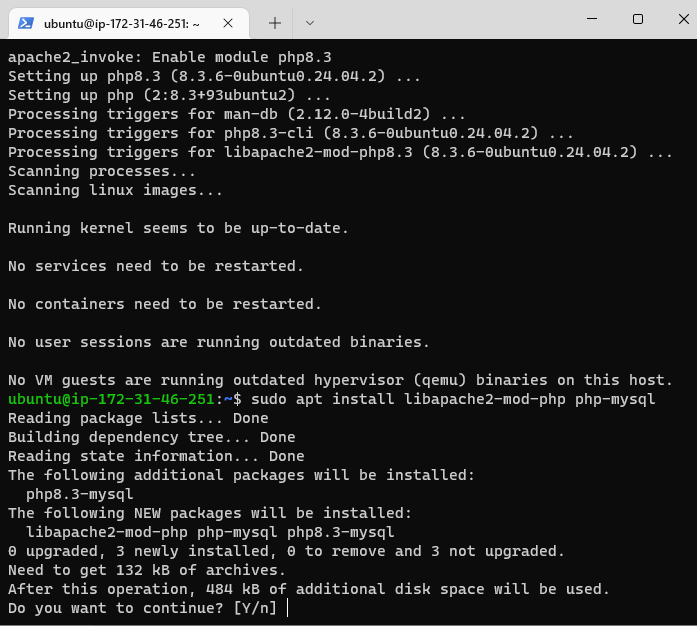 ubuntu@ip-172-31-46-251: ~
apache2_invoke: Enable module php8.3
Setting up php8.3 (8.3.6-0ubuntu0.24.04.2) ...
Setting up php (2:8.3+93ubuntu2) ...
Processing triggers for man-db (2.12.0-4build2) ...
Processing triggers for php8.3-cli (8.3.6-0ubuntu0.24.04.2) ...
Processing triggers for libapache2-mod-php8.3 (8.3.6-0ubuntu0.24.04.2) ...
Scanning processes...
Scanning linux images...
Running kernel seems to be up-to-date.
No services need to be restarted.
No containers need to be restarted.
No user sessions are running outdated binaries.
No VM guests are running outdated hypervisor (qemu) binaries on this host.
ubuntu@ip-172-31-46-251:~$ sudo apt install libapache2-mod-php php-mysql
Reading package lists... Done
Building dependency tree... Done
Reading state information... Done
The following additional packages will be installed:
  php8.3-mysql
The following NEW packages will be installed:
  libapache2-mod-php php-mysql php8.3-mysql
0 upgraded, 3 newly installed, 0 to remove and 3 not upgraded.
Need to get 132 kB of archives.
After this operation, 484 kB of additional disk space will be used.
Do you want to continue? [Y/n]